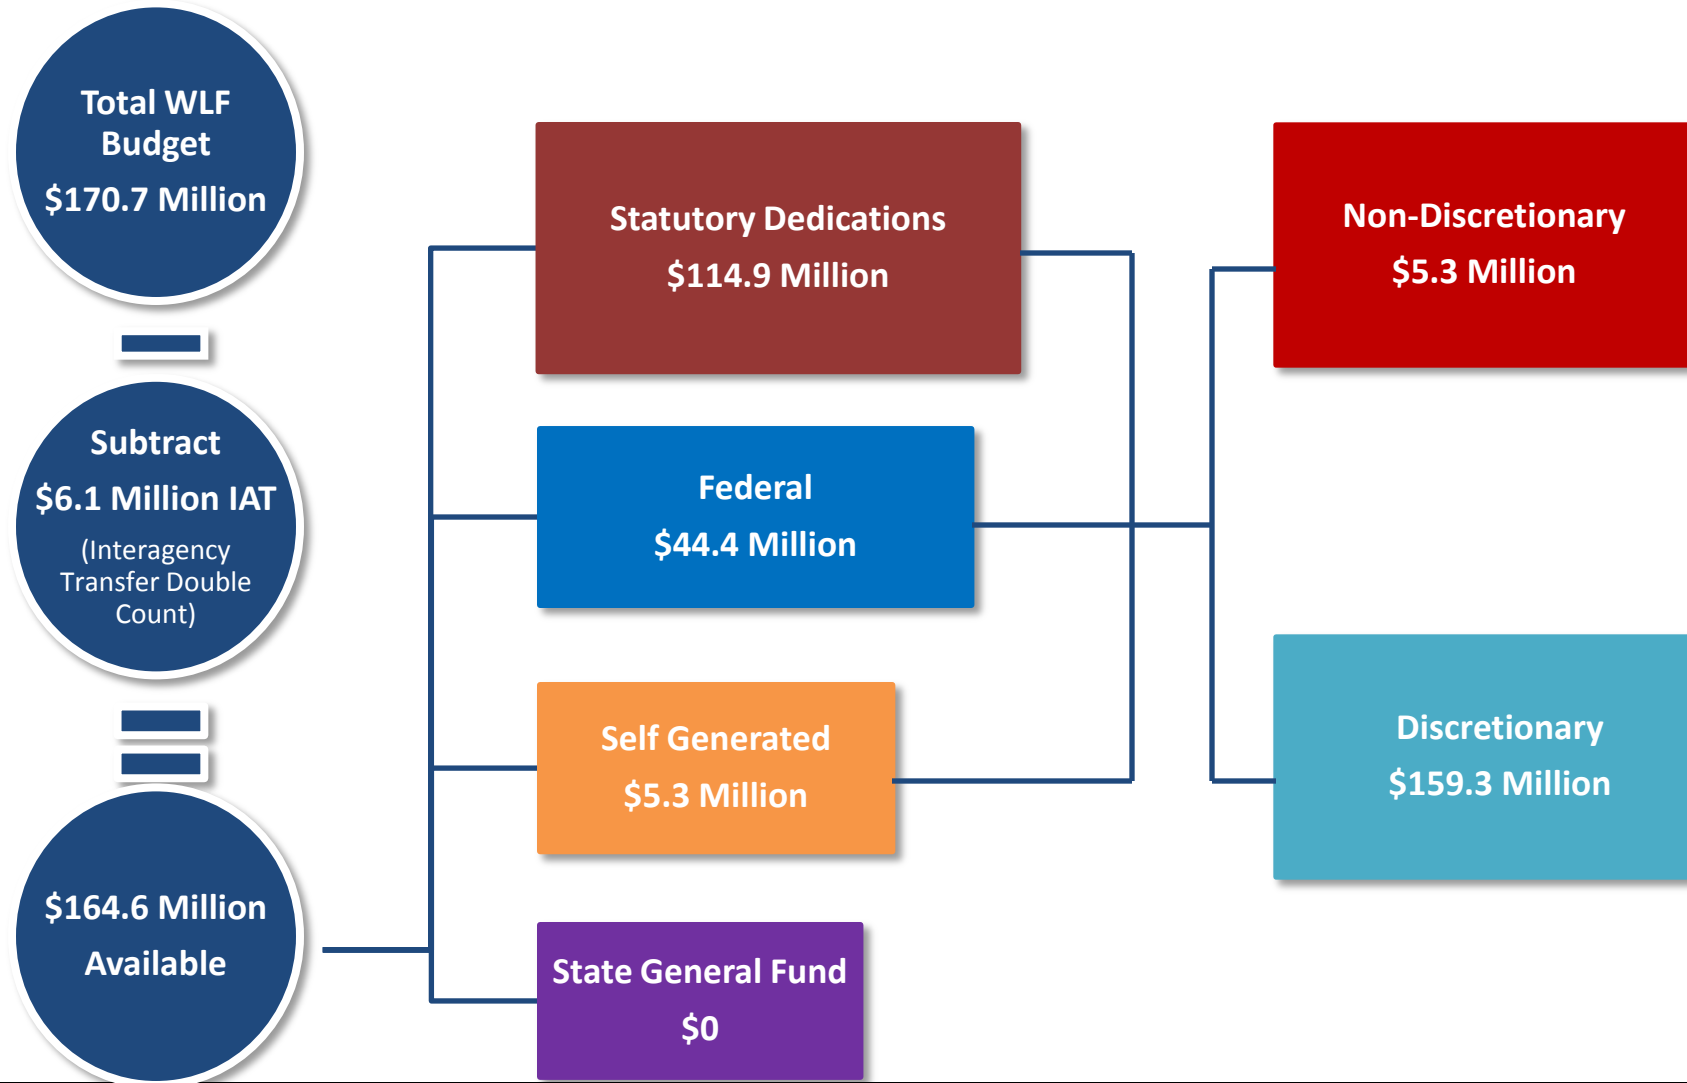 Total WLF
Budget
$170.7 Million
Subtract
$6.1 Million IAT
(Interagency
Transfer Double
Count)
$164.6 Million
Available
Statutory Dedications
$114.9 Million
Federal
$44.4 Million
Self Generated
$5.3 Million
State General Fund
$0
Non-Discretionary
$5.3 Million
Discretionary
$159.3 Million